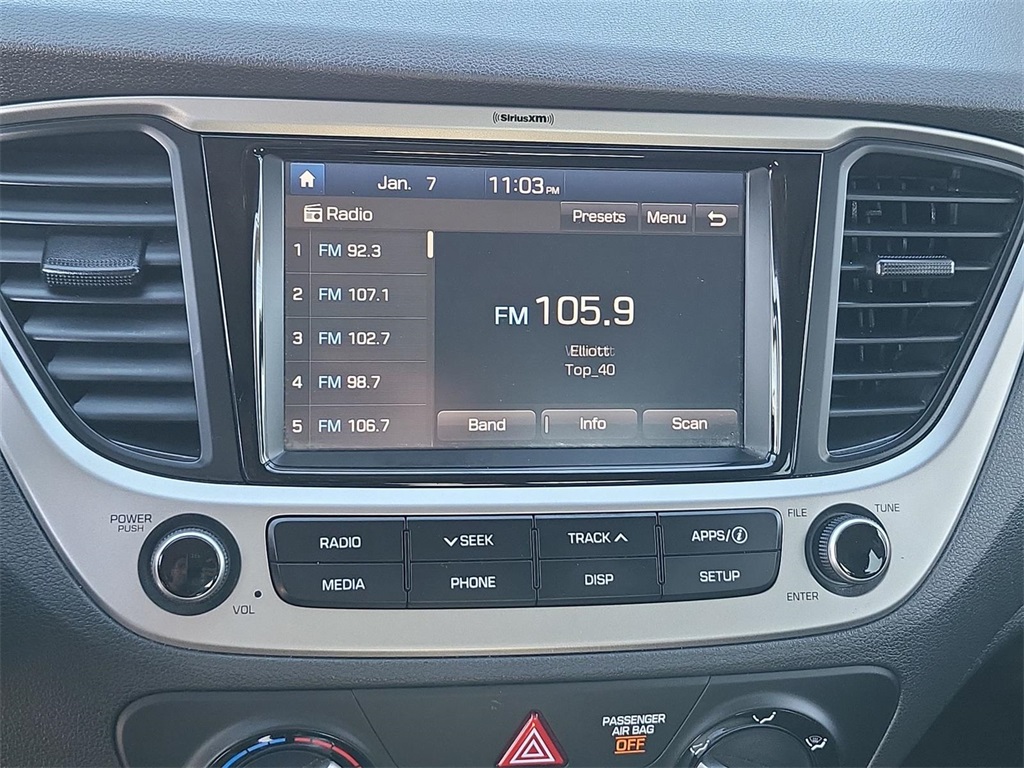 SiriusXM
Jan. 7 11:03 PM
Radio Presets Menu
1 FM 92.3
2 FM 107.1
3 FM 102.7
4 FM 98.7
5 FM 106.7
FM 105.9
Elliott
Top_40
Band Info Scan
POWER
PUSH
VOL
RADIO SEEK TRACK APPS/i
MEDIA PHONE DISP SETUP
FILE TUNE
ENTER
PASSENGER
AIR BAG
OFF